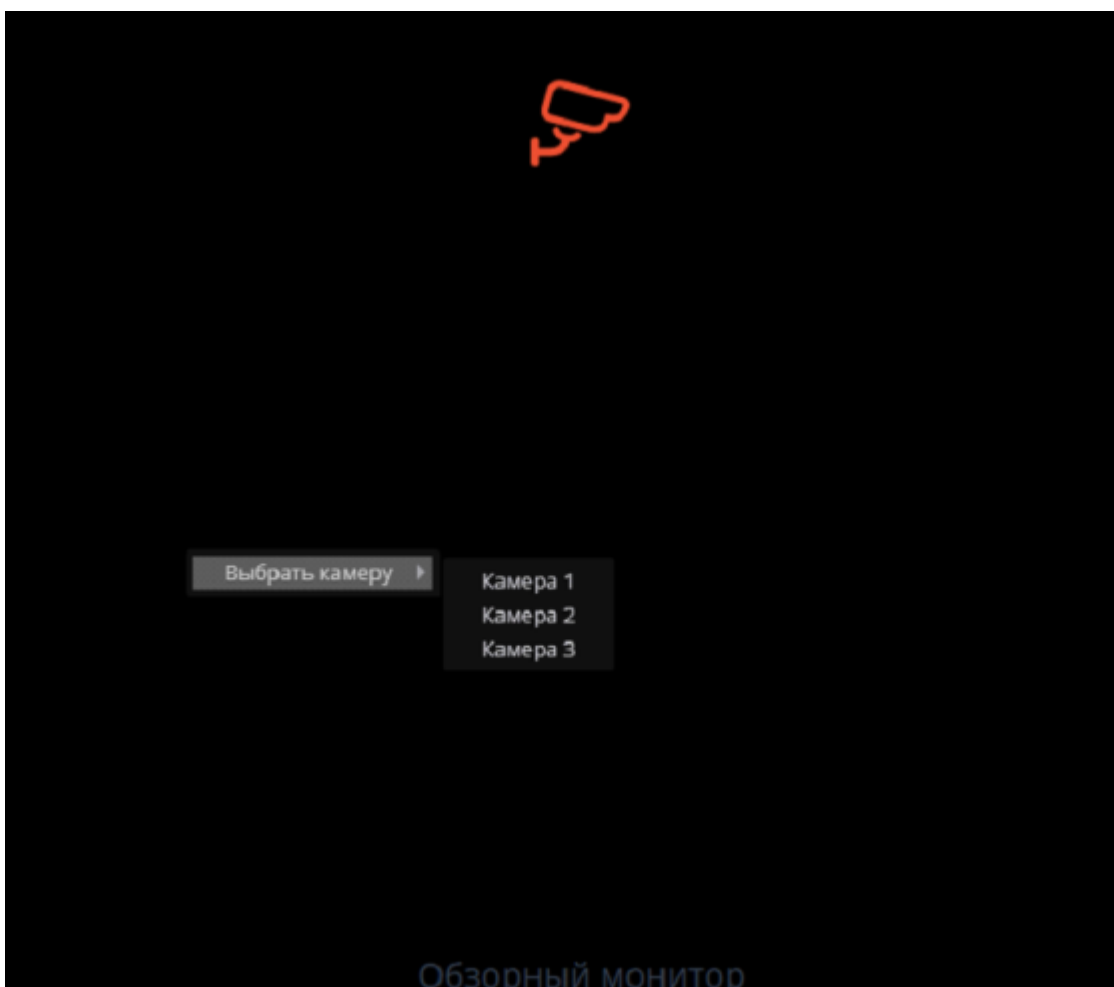 Выбрать камеру
Камера 1
Камера 2
Камера 3
Обзорный монитор